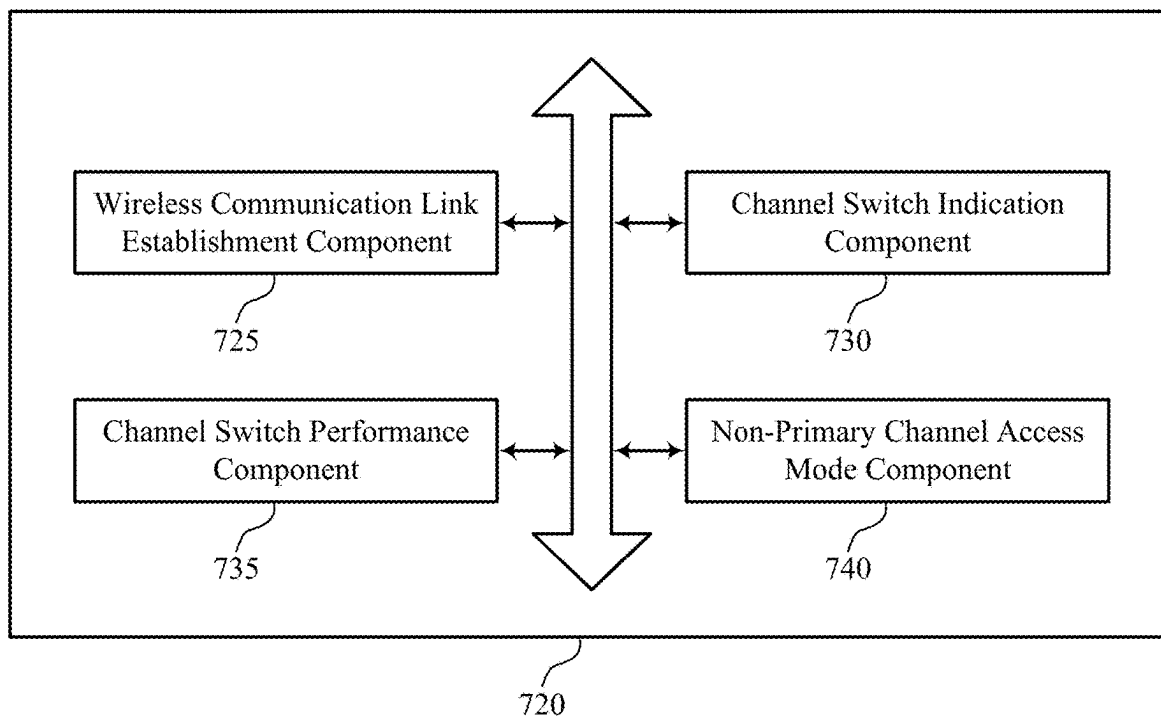 Wireless Communication Link
Establishment Component
725
Channel Switch Indication
Component
730
Channel Switch Performance
Component
735
Non-Primary Channel Access
Mode Component
740
720